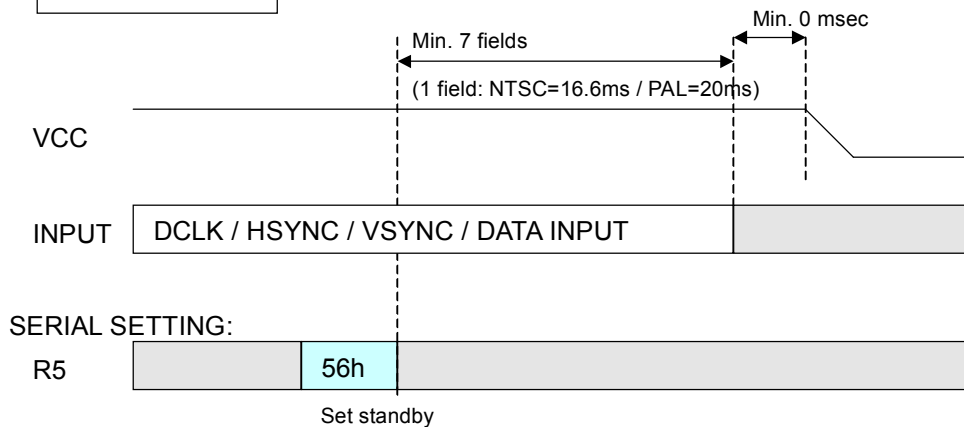 Min. 0 msec
Min. 7 fields
(1 field: NTSC=16.6ms / PAL=20ms)
VCC
INPUT DCLK / HSYNC / VSYNC / DATA INPUT
SERIAL SETTING:
R5 56h
Set standby